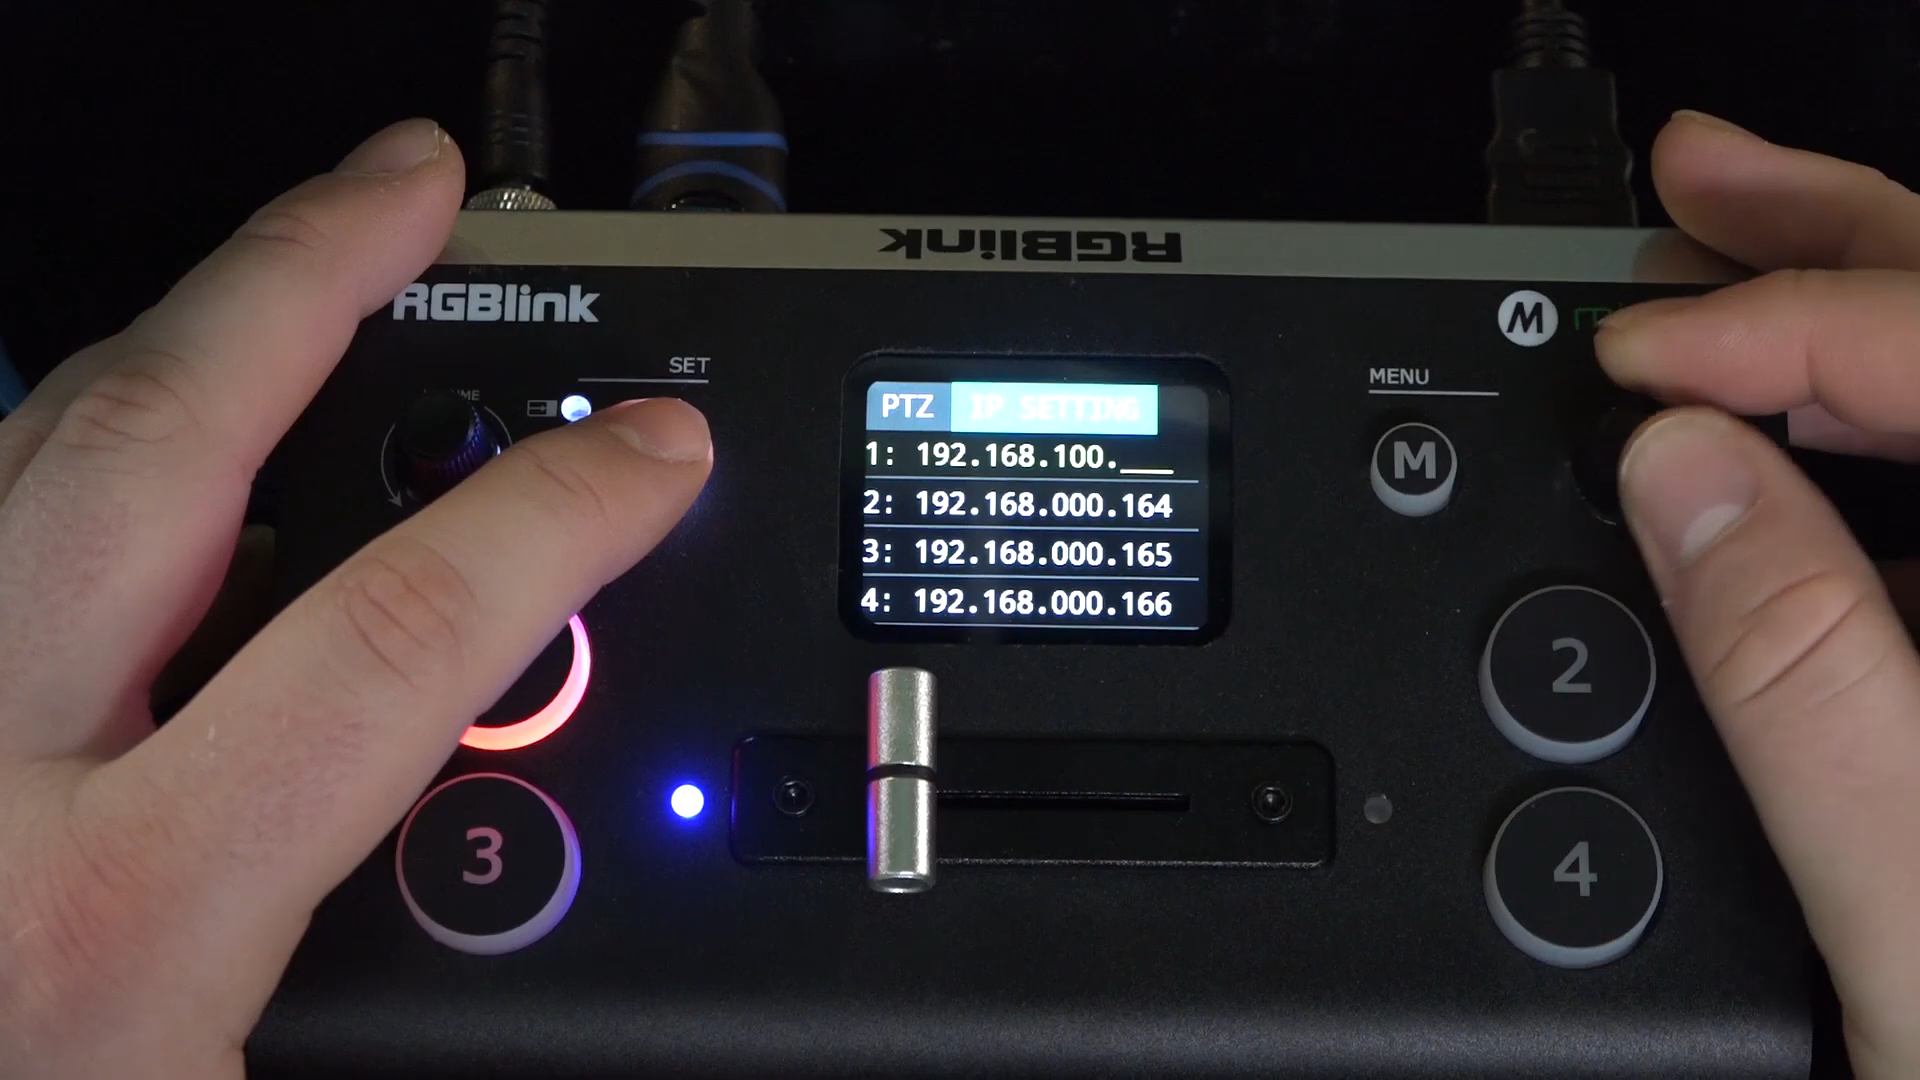 RGBlink
RGBlink
M
SET
MENU
PTZ IP SETTING
1: 192.168.100.___
2: 192.168.000.164
3: 192.168.000.165
4: 192.168.000.166
M
2
3
4